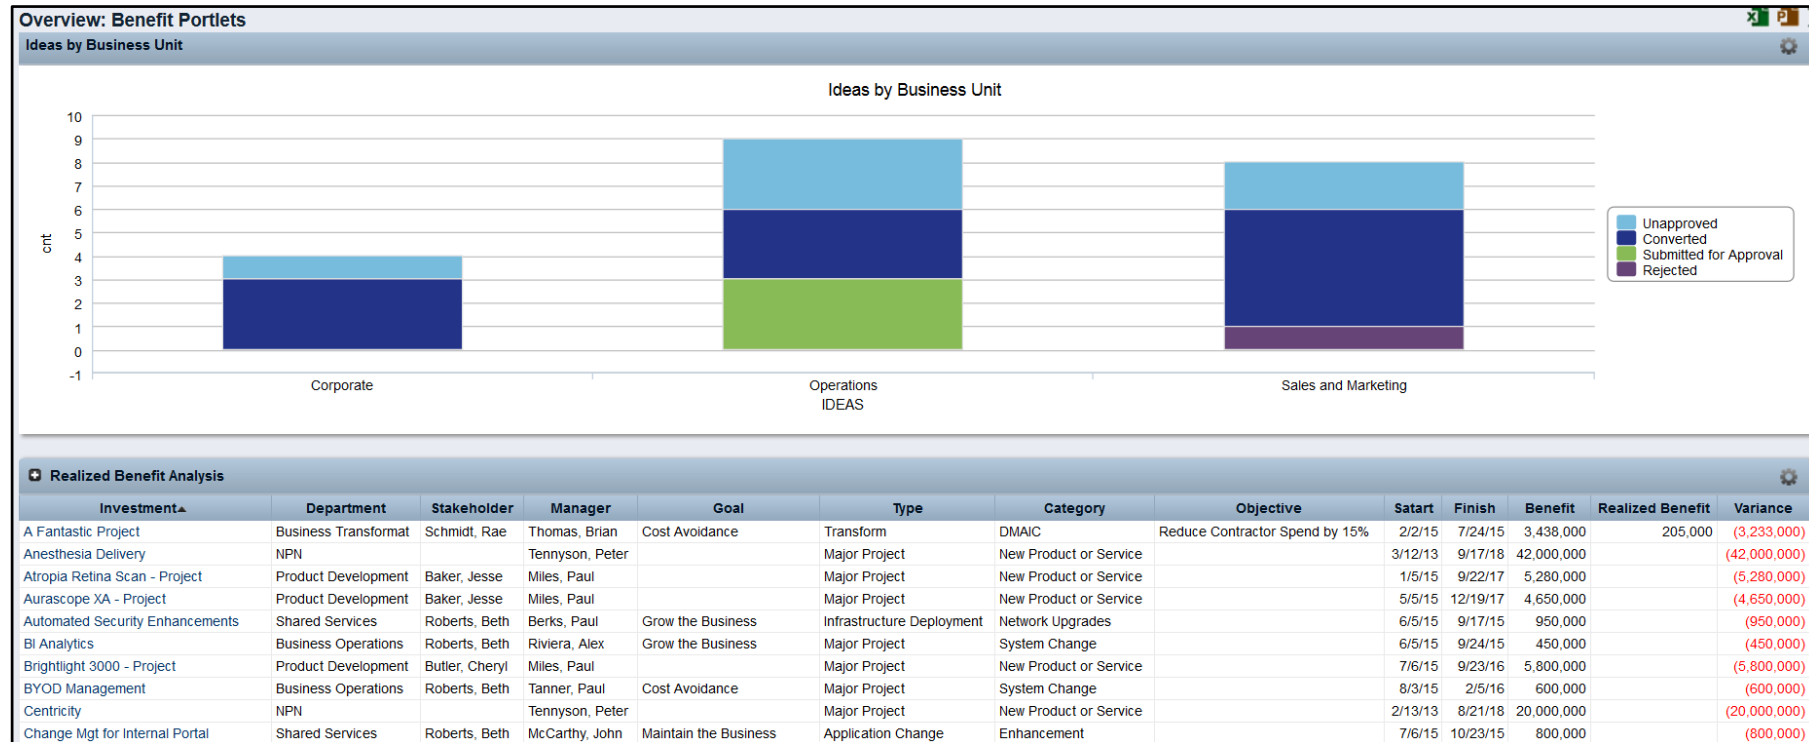 Overview: Benefit Portlets
Ideas by Business Unit
Ideas by Business Unit
10
9
8
7
6
5
4
3
2
1
0
-1
cnt
Corporate
Operations
Sales and Marketing
IDEAS
Unapproved
Converted
Submitted for Approval
Rejected
Realized Benefit Analysis
Investment Department Stakeholder Manager Goal Type Category Objective Satart Finish Benefit Realized Benefit Variance
A Fantastic Project Business Transformat Schmidt, Rae Thomas, Brian Cost Avoidance Transform DMAIC Reduce Contractor Spend by 15% 2/2/15 7/24/15 3,438,000 205,000 (3,233,000)
Anesthesia Delivery NPN Tennyson, Peter Major Project New Product or Service 3/12/13 9/17/18 42,000,000 (42,000,000)
Atropia Retina Scan - Project Product Development Baker, Jesse Miles, Paul Major Project New Product or Service 1/5/15 9/22/17 5,280,000 (5,280,000)
Aurascope XA - Project Product Development Baker, Jesse Miles, Paul Major Project New Product or Service 5/5/15 12/19/17 4,650,000 (4,650,000)
Automated Security Enhancements Shared Services Roberts, Beth Berks, Paul Grow the Business Infrastructure Deployment Network Upgrades 6/5/15 9/17/15 950,000 (950,000)
BI Analytics Business Operations Roberts, Beth Riviera, Alex Grow the Business Major Project System Change 6/5/15 9/24/15 450,000 (450,000)
Brightlight 3000 - Project Product Development Butler, Cheryl Miles, Paul Major Project New Product or Service 7/6/15 9/23/16 5,800,000 (5,800,000)
BYOD Management Business Operations Roberts, Beth Tanner, Paul Cost Avoidance Major Project System Change 8/3/15 2/5/16 600,000 (600,000)
Centricity NPN Tennyson, Peter Major Project New Product or Service 2/13/13 8/21/18 20,000,000 (20,000,000)
Change Mgt for Internal Portal Shared Services Roberts, Beth McCarthy, John Maintain the Business Application Change Enhancement 7/6/15 10/23/15 800,000 (800,000)